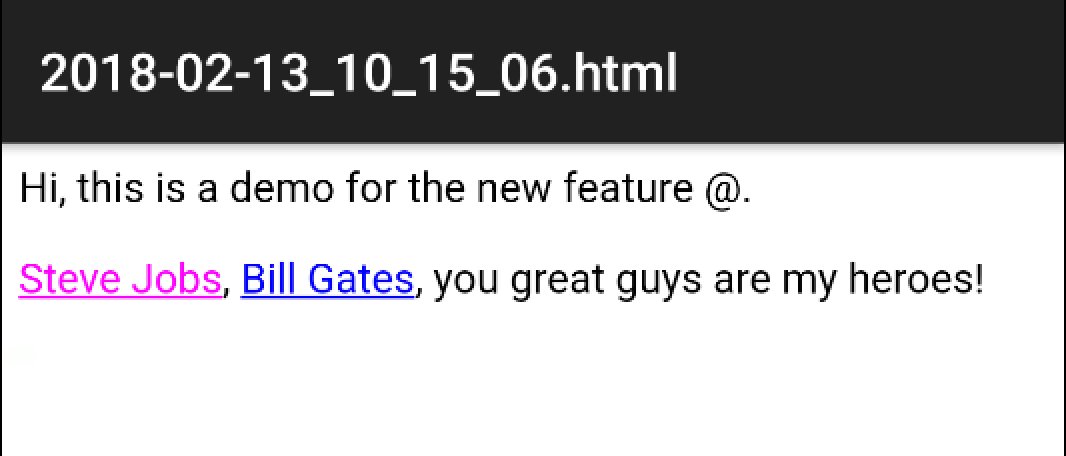 2018-02-13_10_15_06.html
Hi, this is a demo for the new feature @.
Steve Jobs, Bill Gates, you great guys are my heroes!